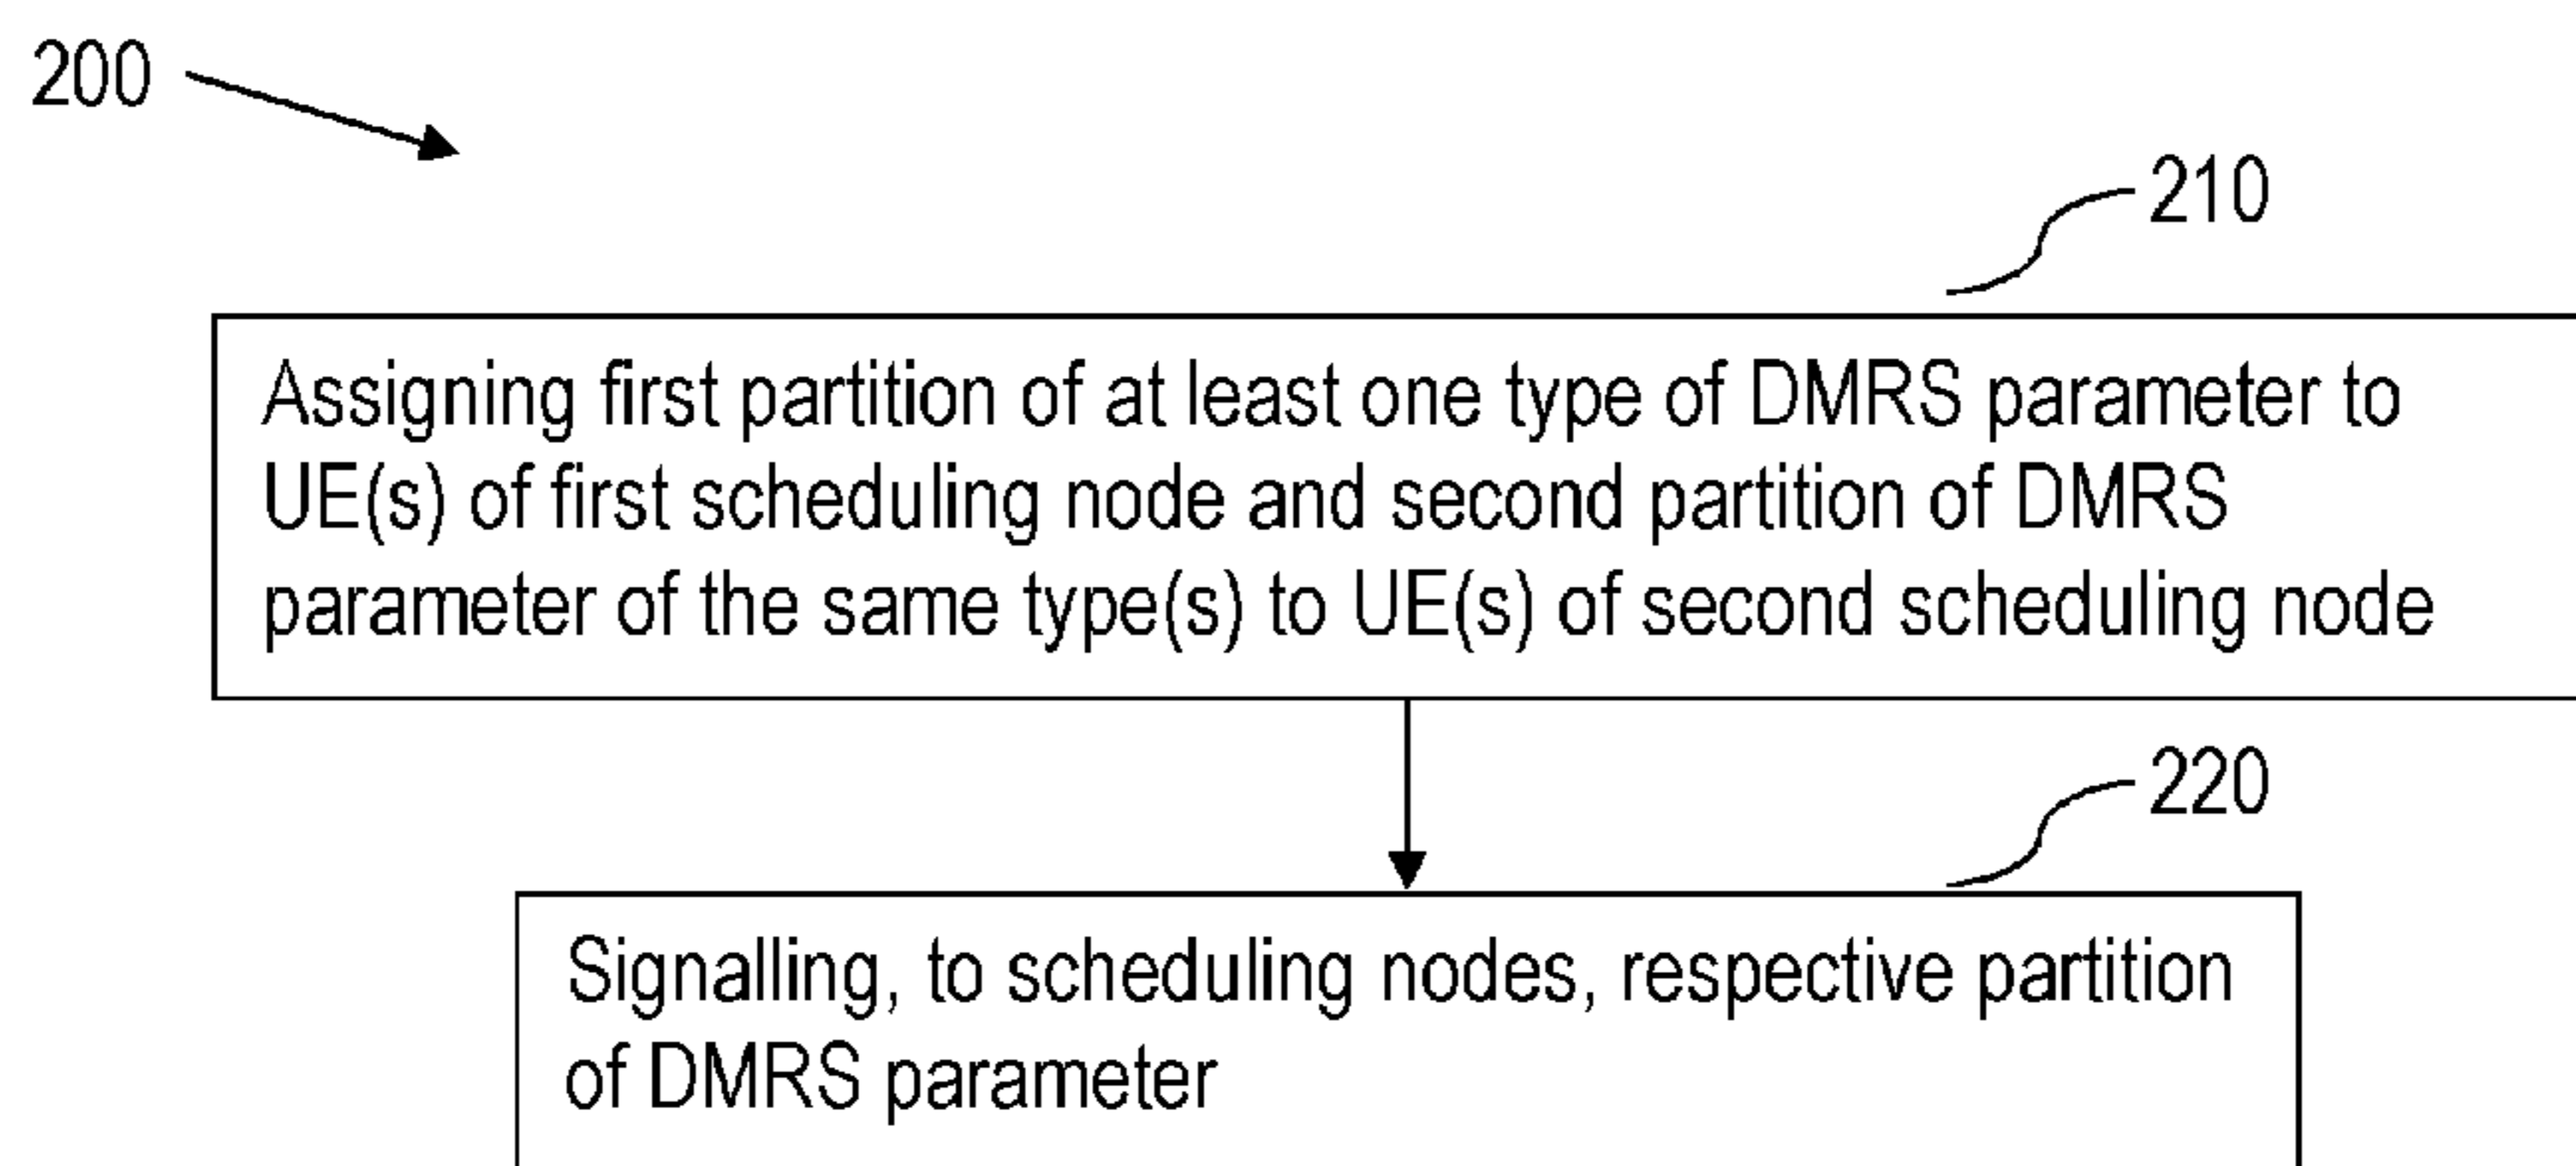 200
210
Assigning first partition of at least one type of DMRS parameter to
UE(s) of first scheduling node and second partition of DMRS
parameter of the same type(s) to UE(s) of second scheduling node
220
Signalling, to scheduling nodes, respective partition
of DMRS parameter